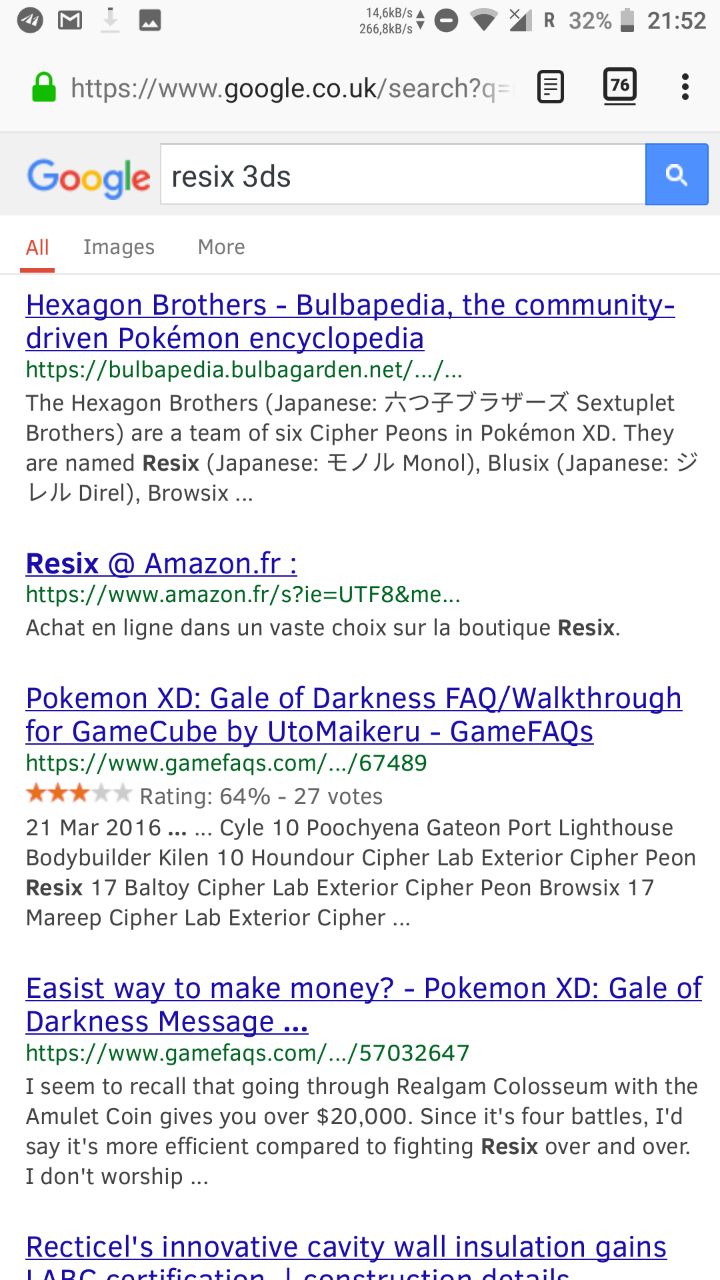 14,6kB/s
266,8kB/s
R 32% 21:52
https://www.google.co.uk/search?q=
76
Google resix 3ds
All Images More
Hexagon Brothers - Bulbapedia, the community-
driven Pokémon encyclopedia
https://bulbapedia.bulbagarden.net/.../...
The Hexagon Brothers (Japanese: 六つ子ブラザーズ Sextuplet
Brothers) are a team of six Cipher Peons in Pokémon XD. They
are named Resix (Japanese: モノル Monol), Blusix (Japanese: ジ
レル Direl), Browsix ...
Resix @ Amazon.fr :
https://www.amazon.fr/s?ie=UTF8&me...
Achat en ligne dans un vaste choix sur la boutique Resix.
Pokemon XD: Gale of Darkness FAQ/Walkthrough
for GameCube by UtoMaikeru - GameFAQs
https://www.gamefaqs.com/.../67489
Rating: 64% - 27 votes
21 Mar 2016 ... ... Cyle 10 Poochyena Gateon Port Lighthouse
Bodybuilder Kilen 10 Houndour Cipher Lab Exterior Cipher Peon
Resix 17 Baltoy Cipher Lab Exterior Cipher Peon Browsix 17
Mareep Cipher Lab Exterior Cipher ...
Easist way to make money? - Pokemon XD: Gale of
Darkness Message ...
https://www.gamefaqs.com/.../57032647
I seem to recall that going through Realgam Colosseum with the
Amulet Coin gives you over $20,000. Since it's four battles, I'd
say it's more efficient compared to fighting Resix over and over.
I don't worship ...
Recticel's innovative cavity wall insulation gains
LABC certification | construction details